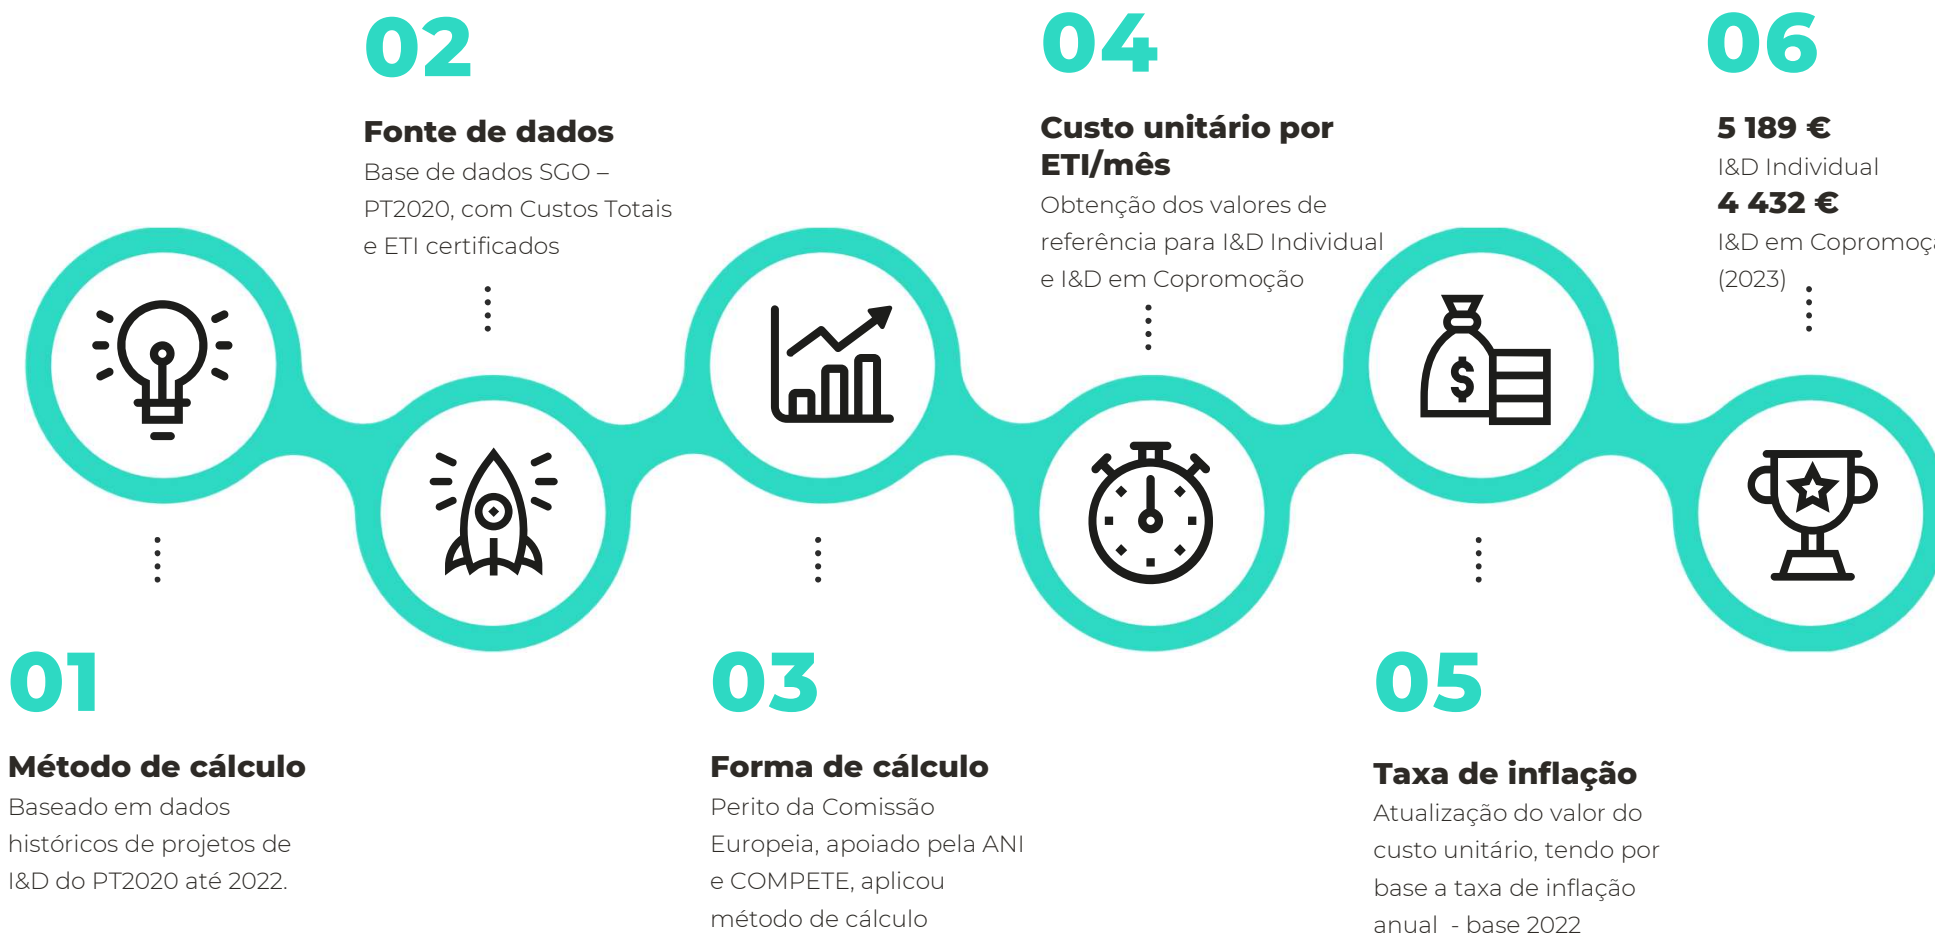 01
Método de cálculo
Baseado em dados
históricos de projetos de
I&D do PT2020 até 2022.
02
Fonte de dados
Base de dados SGO –
PT2020, com Custos Totais
e ETI certificados
03
Forma de cálculo
Perito da Comissão
Europeia, apoiado pela ANI
e COMPETE, aplicou
método de cálculo
04
Custo unitário por
ETI/mês
Obtenção dos valores de
referência para I&D Individual
e I&D em Copromoção
05
Taxa de inflação
Atualização do valor do
custo unitário, tendo por
base a taxa de inflação
anual - base 2022
06
5 189 €
I&D Individual
4 432 €
I&D em
(2023)
$